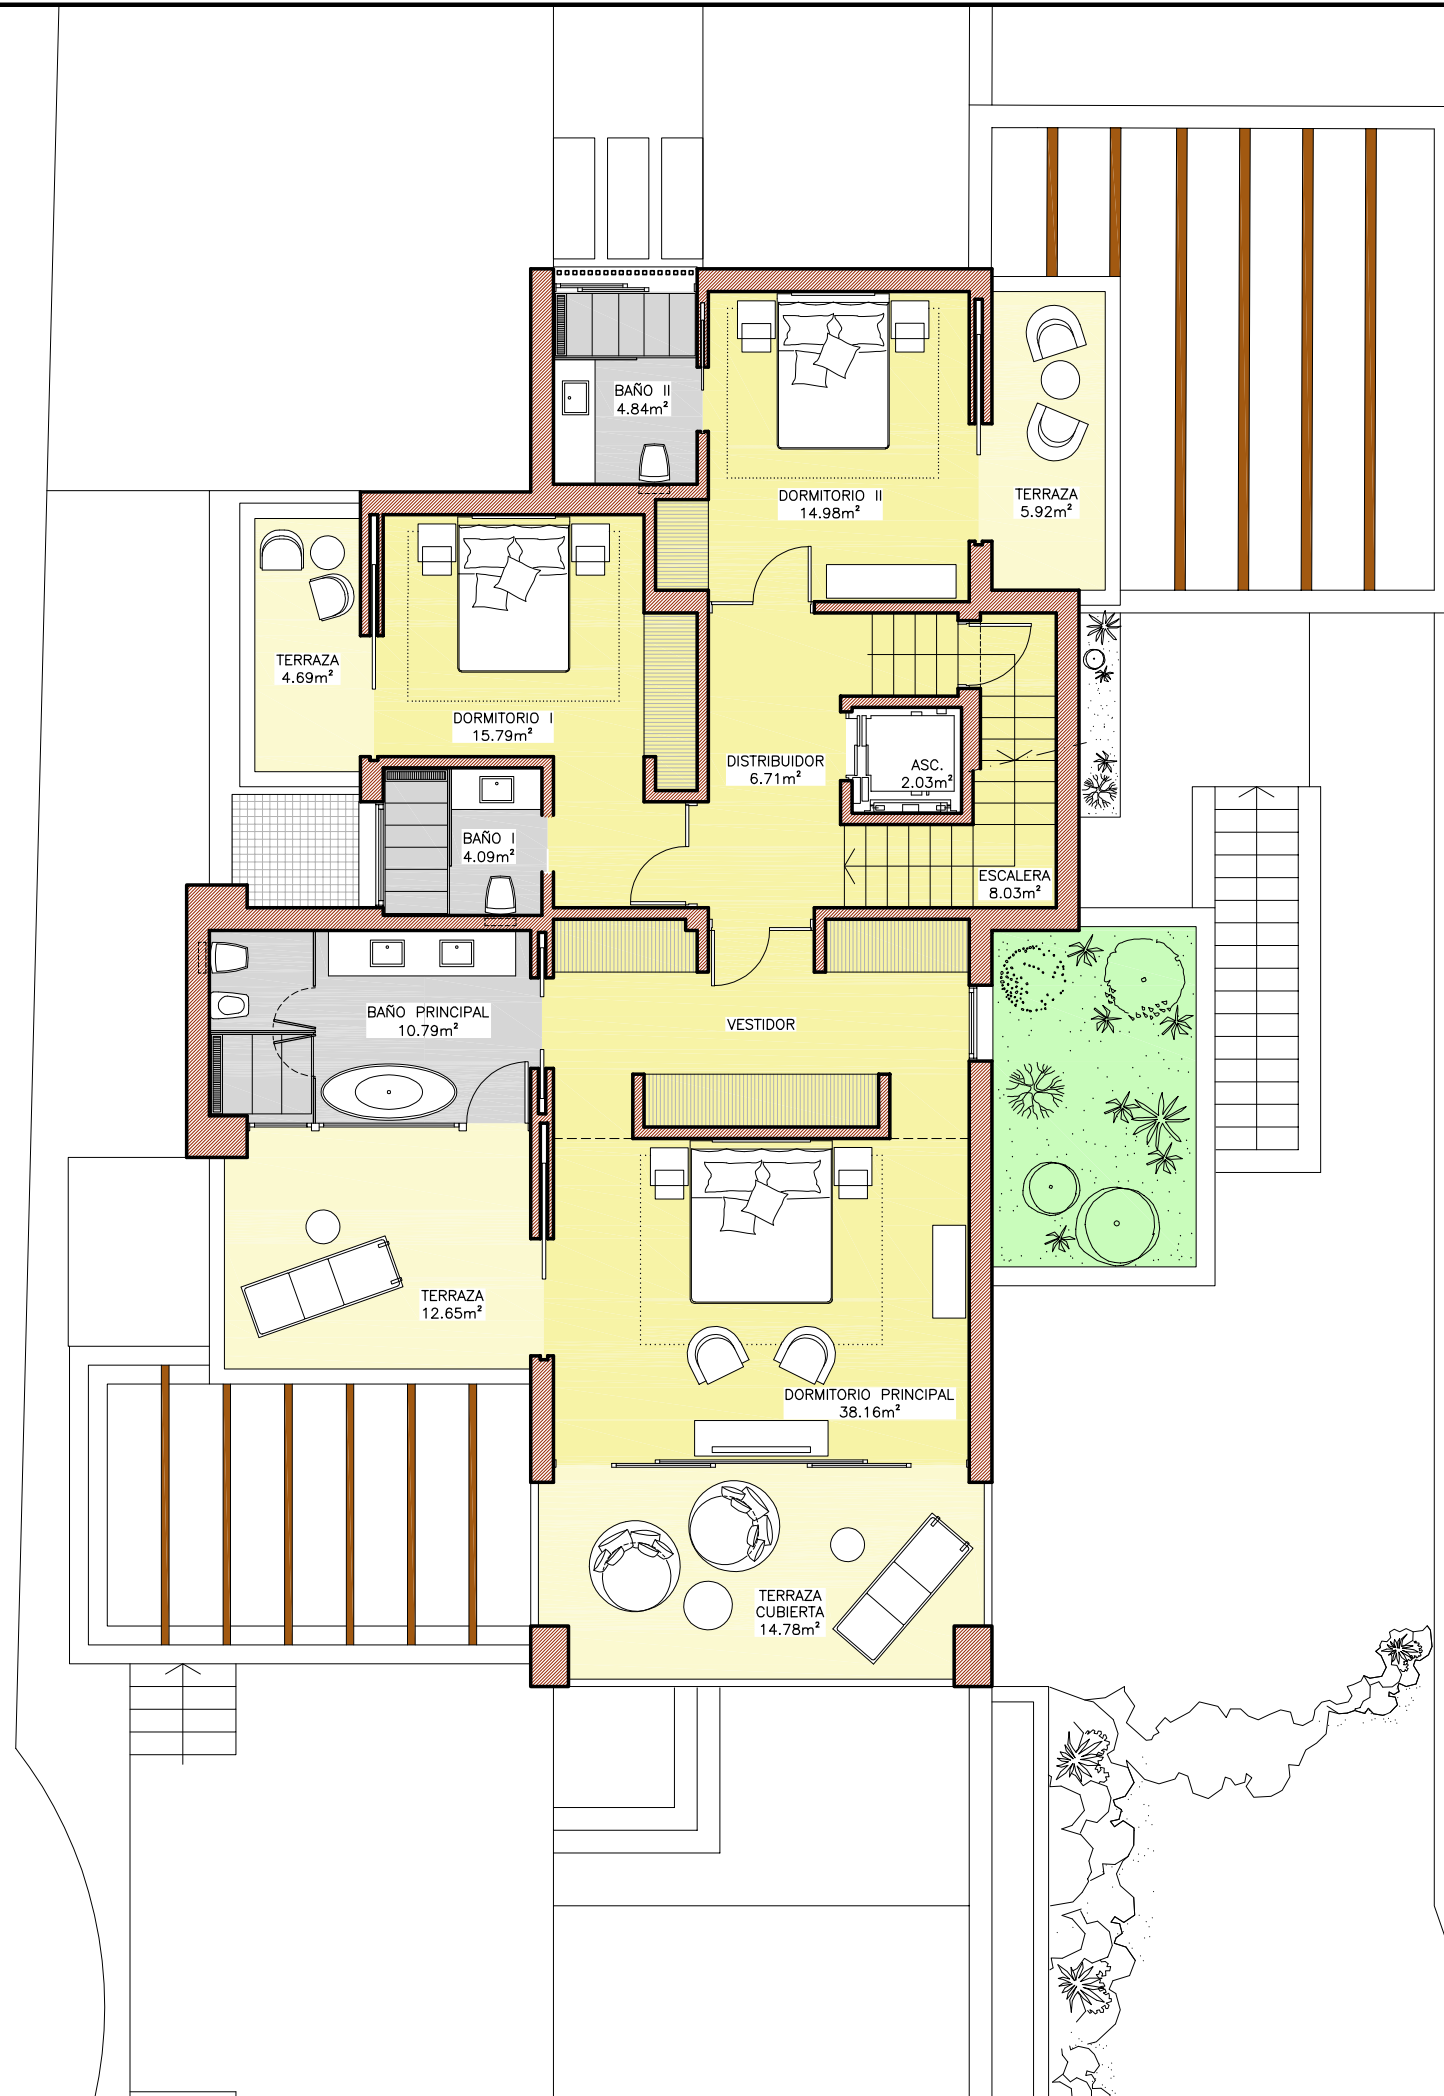 BAÑO II
4.84m²
DORMITORIO II
14.98m²
TERRAZA
5.92m²
TERRAZA
4.69m²
DORMITORIO I
15.79m²
DISTRIBUIDOR
6.71m²
ASC.
2.03m²
BAÑO I
4.09m²
ESCALERA
8.03m²
BAÑO PRINCIPAL
10.79m²
VESTIDOR
TERRAZA
12.65m²
DORMITORIO PRINCIPAL
38.16m²
TERRAZA
CUBIERTA
14.78m²